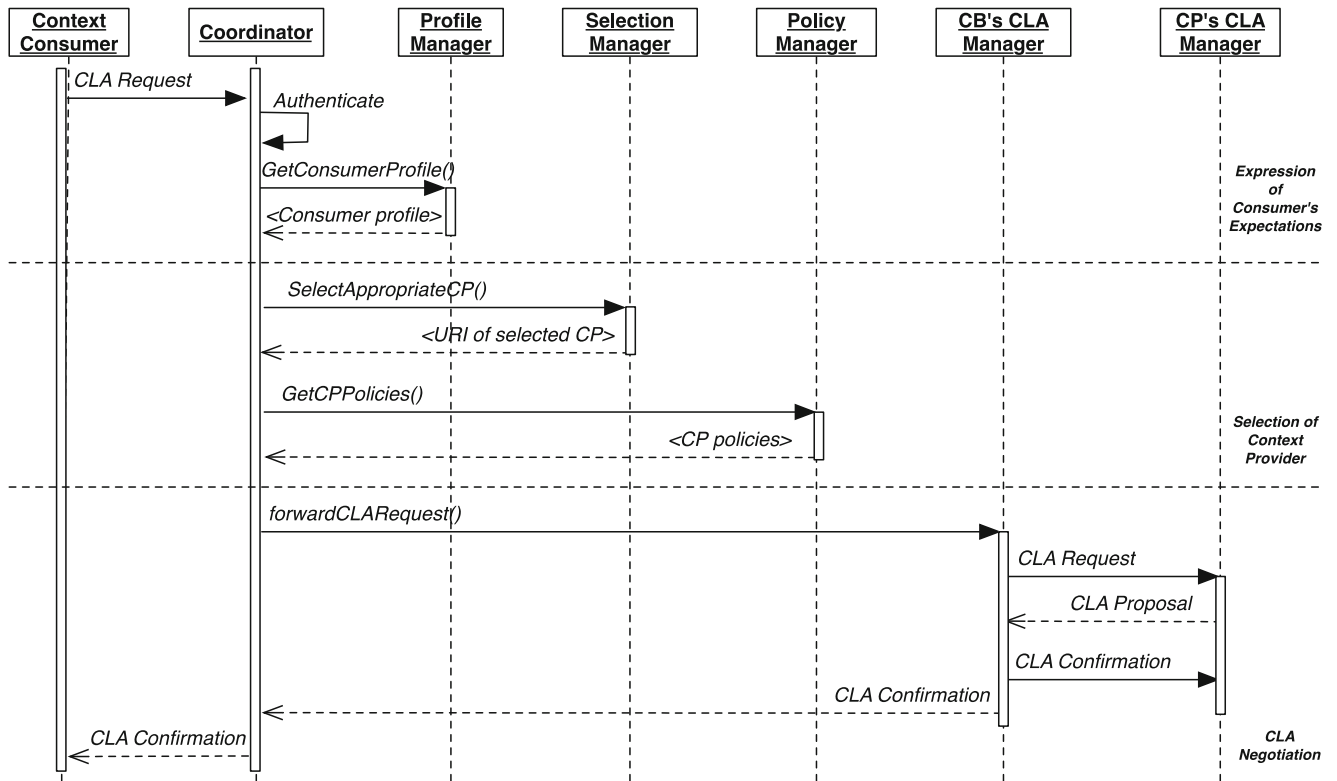 Context
Consumer
Coordinator
Profile
Manager
Selection
Manager
Policy
Manager
CB's CLA
Manager
CP's CLA
Manager
CLA Request
Authenticate
GetConsumerProfile()
<Consumer profile>
Expression
of
Consumer's
Expectations
SelectAppropriateCP()
<URI of selected CP>
GetCPPolicies()
<CP policies>
Selection of
Context
Provider
forwardCLARequest()
CLA Request
CLA Proposal
CLA Confirmation
CLA Confirmation
CLA Confirmation
CLA
Negotiation